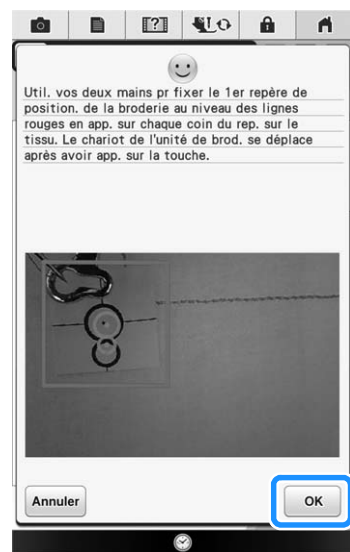 Util. vos deux mains pr fixer le 1er repère de
position. de la broderie au niveau des lignes
rouges en app. sur chaque coin du rep. sur le
tissu. Le chariot de l'unité de brod. se déplace
après avoir app. sur la touche.
Annuler OK